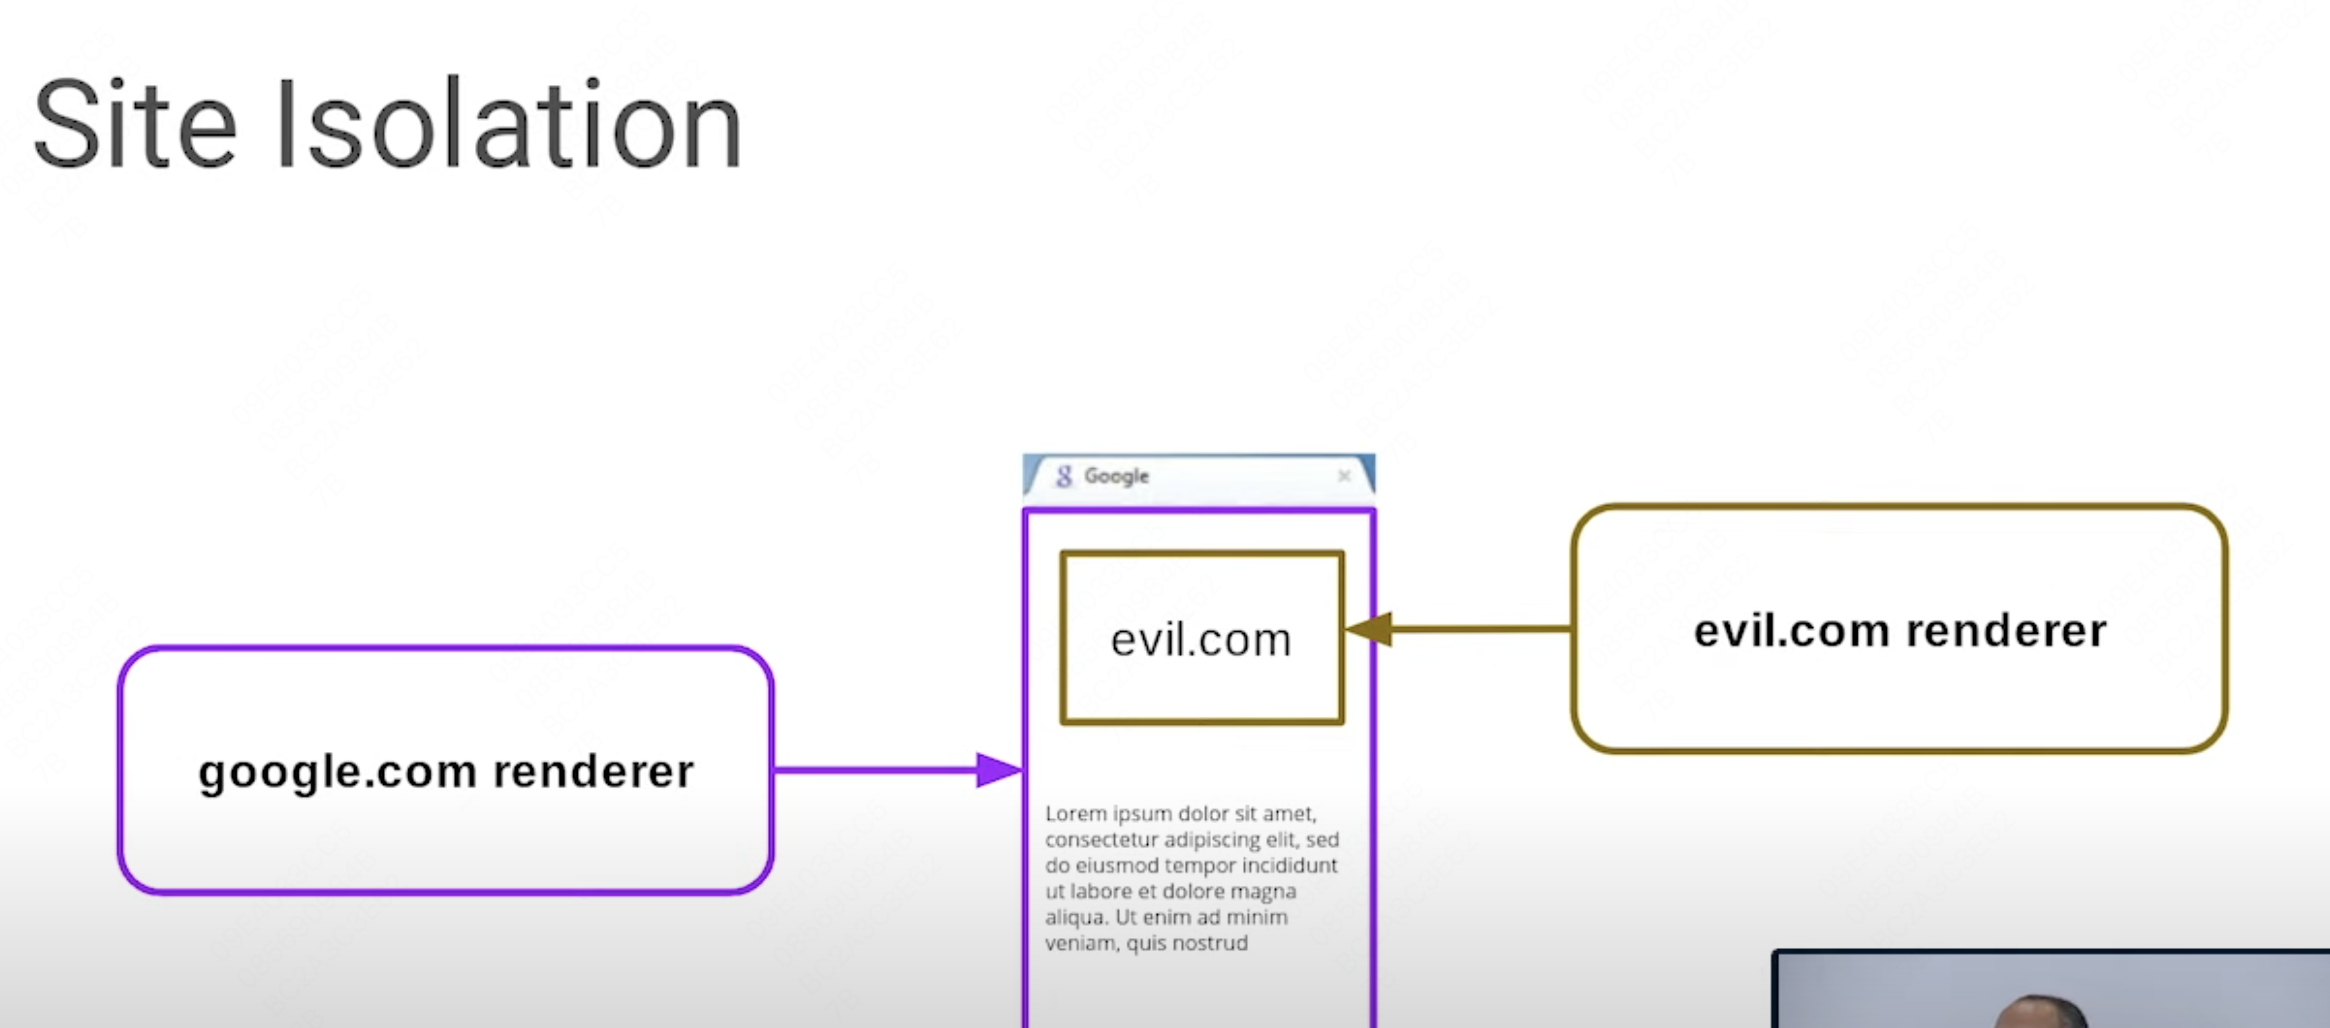 Site Isolation
g Google
evil.com
evil.com renderer
google.com renderer
Lorem ipsum dolor sit amet,
consectetur adipiscing elit, sed
do eiusmod tempor incididunt
ut labore et dolore magna
aliqua. Ut enim ad minim
veniam, quis nostrud